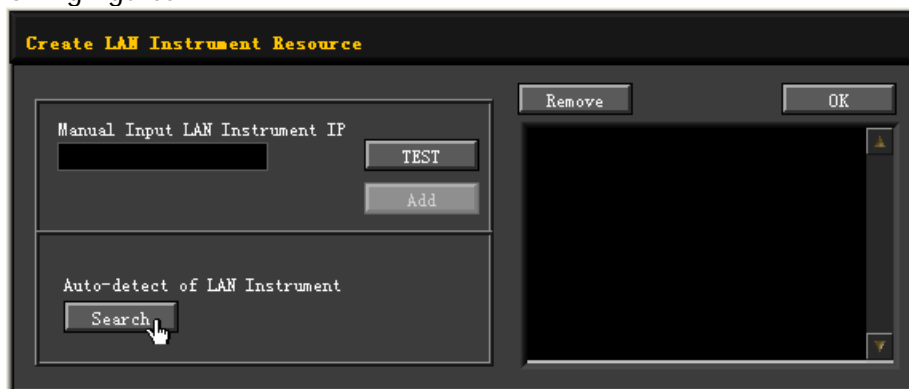 Create LAN Instrument Resource
Remove
OK
Manual Input LAN Instrument IP
TEST
Add
Auto-detect of LAN Instrument
Search